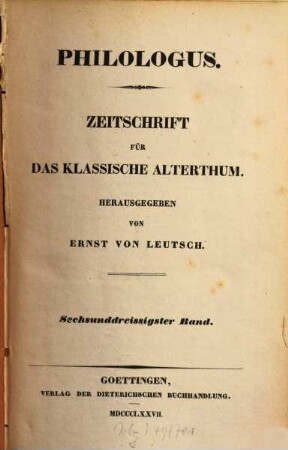 PHILOLOGUS.
ZEITSCHRIFT
FÜR
DAS KLASSISCHE ALTERTHUM.
HERAUSGEGEBEN
VON
ERNST VON LEUTSCH.
Sechsunddreissigster Band.
GOETTINGEN,
VERLAG DER DIETERICHSCHEN BUCHHANDLUNG.
MDCCCLXXVII.